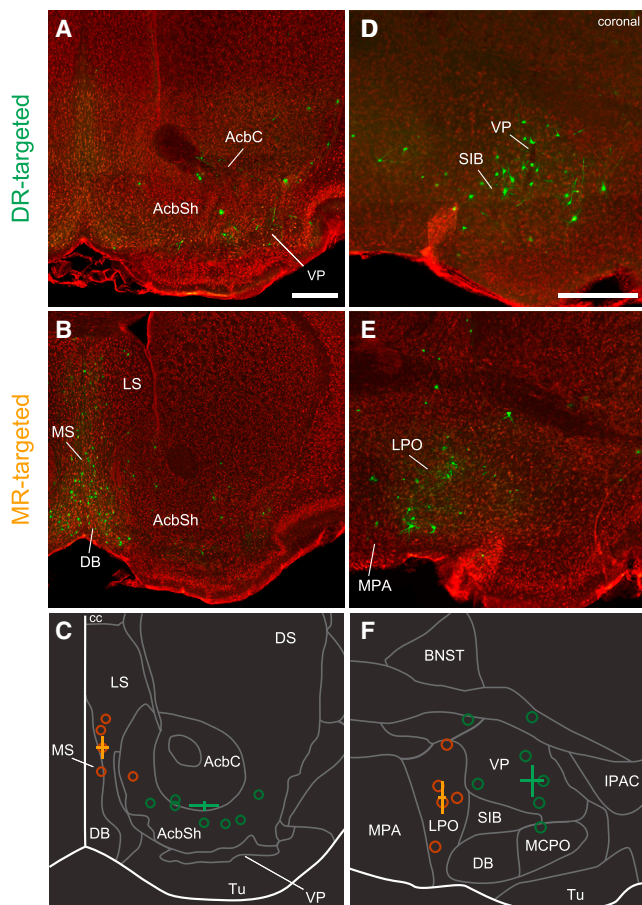 DR-targeted
A
AcbC
AcbSh
VP
D
coronal
VP
SIB
MR-targeted
B
LS
MS
AcbSh
DB
E
LPO
MPA
C
cc
DS
LS
MS
AcbC
DB
AcbSh
Tu
VP
F
BNST
VP
IPAC
MPA
LPO
SIB
MCPO
DB
Tu